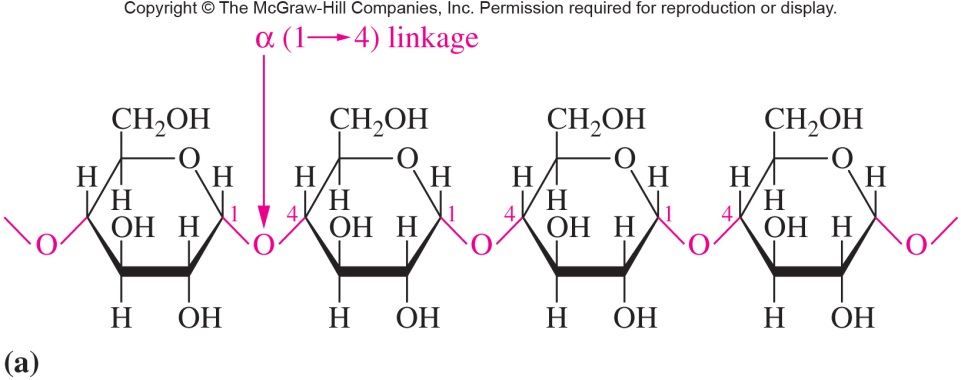 Copyright © The McGraw-Hill Companies, Inc. Permission required for reproduction or display.
α (1⟶4) linkage
CH₂OH CH₂OH CH₂OH CH₂OH
O O O O
H H H H H H H H
H H H H
1 4 1 4 1 4
OH H OH H OH H OH H
O O O O O
H OH H OH H OH H OH
(a)